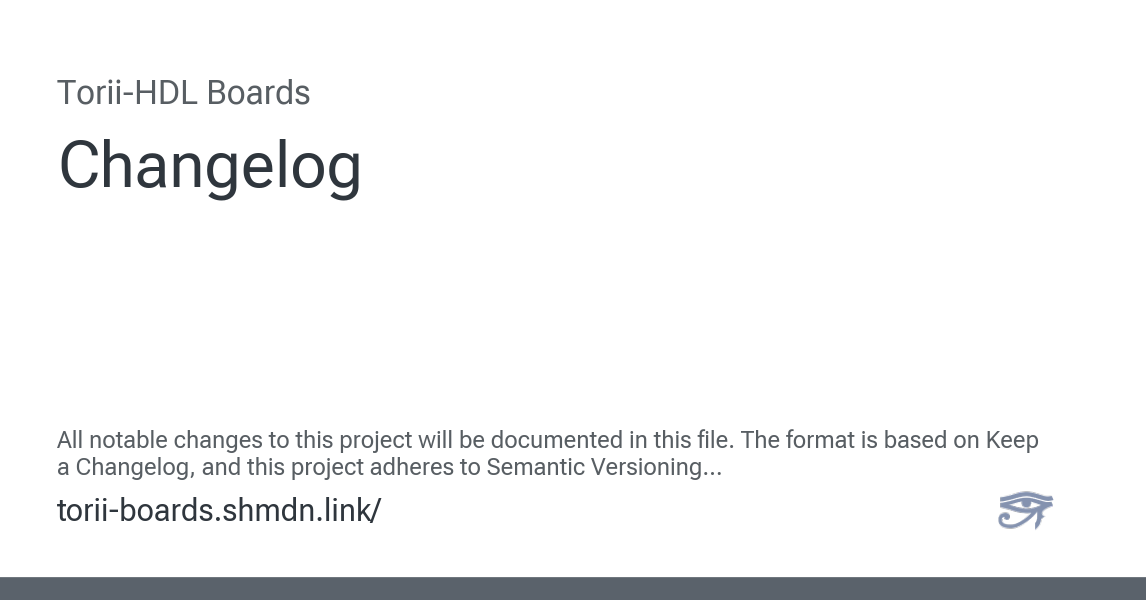 Torii-HDL Boards
Changelog
All notable changes to this project will be documented in this file. The format is based on Keep
a Changelog, and this project adheres to Semantic Versioning...
torii-boards.shmdn.link/